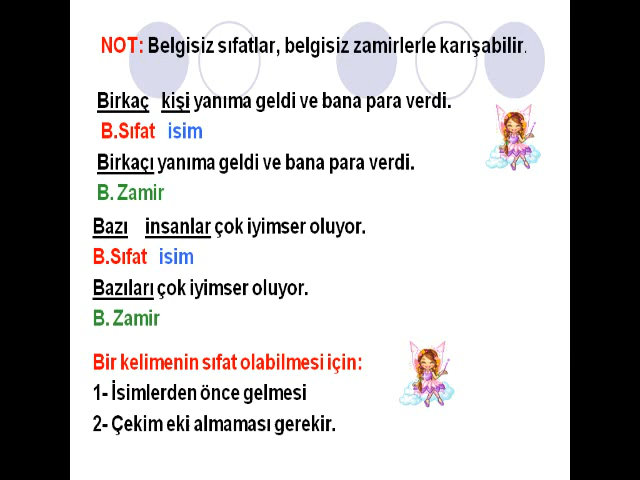 NOT: Belgisiz sıfatlar, belgisiz zamirlerle karışabilir.
Birkaç kişi yanıma geldi ve bana para verdi.
B.Sıfat isim
Birkaçı yanıma geldi ve bana para verdi.
B. Zamir
Bazı insanlar çok iyimser oluyor.
B.Sıfat isim
Bazıları çok iyimser oluyor.
B. Zamir
Bir kelimenin sıfat olabilmesi için:
1- İsimlerden önce gelmesi
2- Çekim eki almaması gerekir.